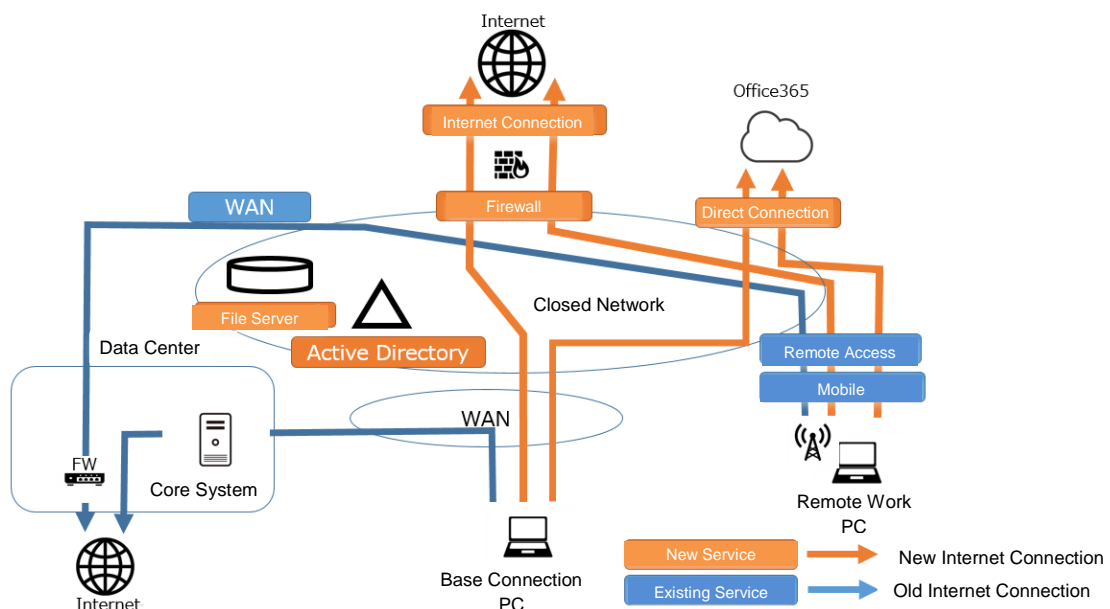 Internet
Office365
Internet Connection
WAN
Firewall
Direct Connection
Closed Network
File Server
Data Center
Active Directory
Remote Access
Mobile
WAN
FW
Core System
Remote Work
PC
Base Connection
PC
Internet
New Service
New Internet Connection
Existing Service
Old Internet Connection